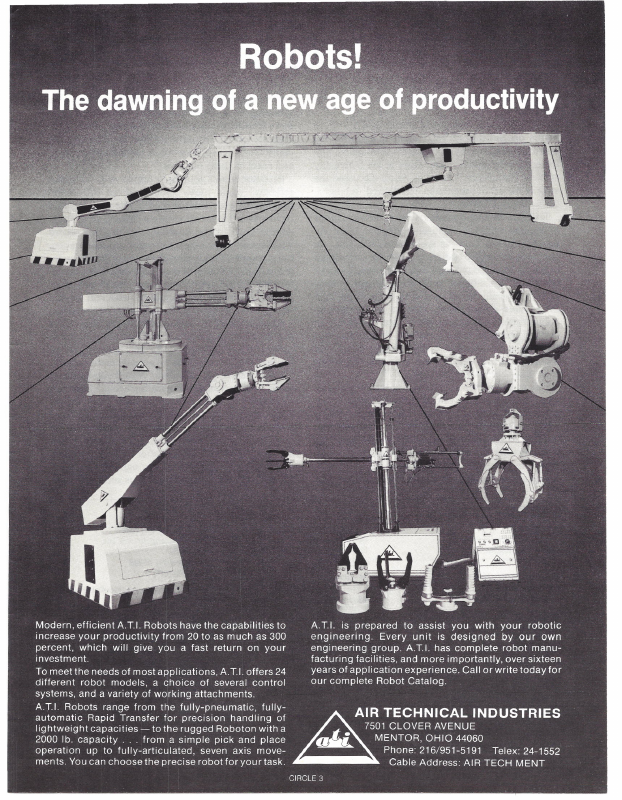 Robots!
The dawning of a new age of productivity
Modern, efficient A.T.I. Robots have the capabilities to
increase your productivity from 20 to as much as 300
percent, which will give you a fast return on your
investment.
To meet the needs of most applications, A.T.I. offers 24
different robot models, a choice of several control
systems, and a variety of working attachments.
A.T.I. Robots range from the fully-pneumatic, fully-
automatic Rapid Transfer for precision handling of
lightweight capacities — to the rugged Roboton with a
2000 lb. capacity . . . from a simple pick and place
operation up to fully-articulated, seven axis move-
ments. You can choose the precise robot for your task.
A.T.I. is prepared to assist you with your robotic
engineering. Every unit is designed by our own
engineering group. A.T.I. has complete robot manu-
facturing facilities, and more importantly, over sixteen
years of application experience. Call or write today for
our complete Robot Catalog.
ati
AIR TECHNICAL INDUSTRIES
7501 CLOVER AVENUE
MENTOR, OHIO 44060
Phone: 216/951-5191 Telex: 24-1552
Cable Address: AIR TECH MENT
CIRCLE 3